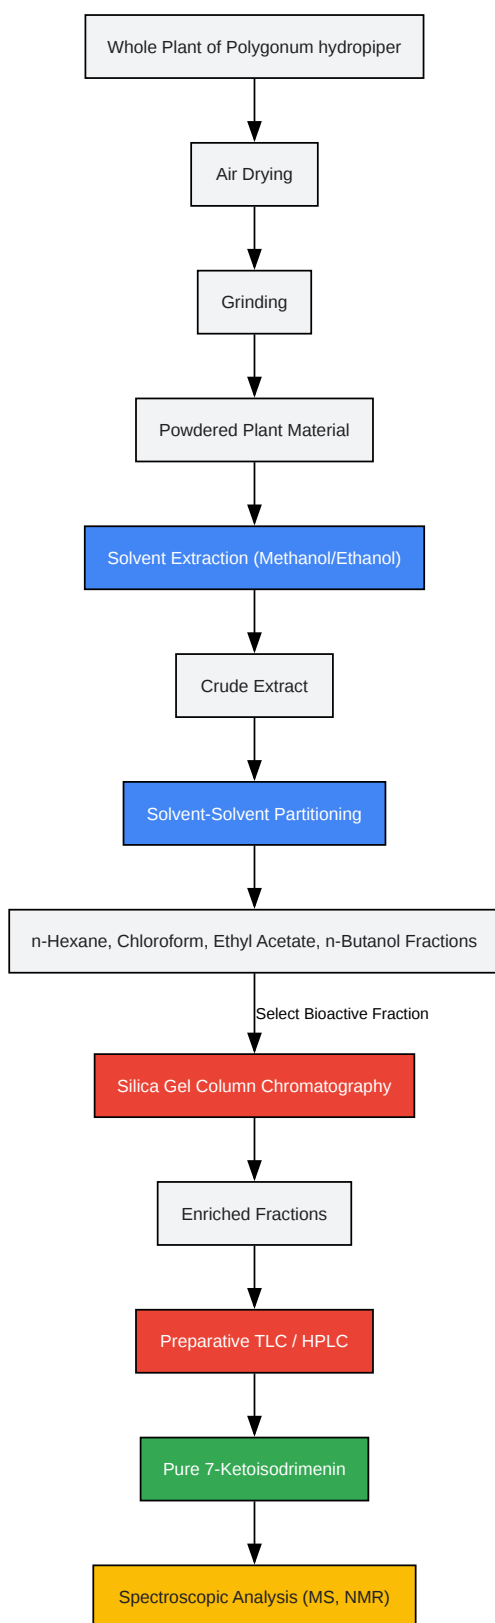 Whole Plant of Polygonum hydropiper
Air Drying
Grinding
Powdered Plant Material
Solvent Extraction (Methanol/Ethanol)
Crude Extract
Solvent-Solvent Partitioning
n-Hexane, Chloroform, Ethyl Acetate, n-Butanol Fractions
Select Bioactive Fraction
Silica Gel Column Chromatography
Enriched Fractions
Preparative TLC / HPLC
Pure 7-Ketoisodrimenin
Spectroscopic Analysis (MS, NMR)